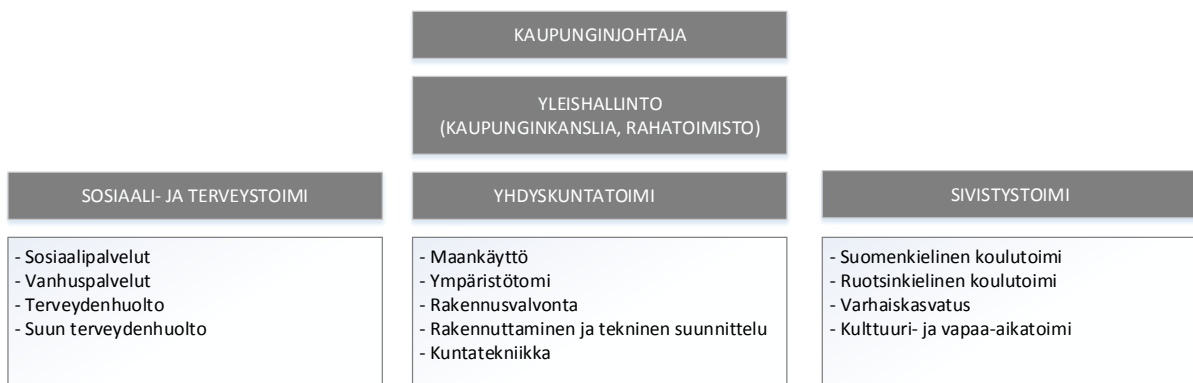 KAUPUNGINJOHTAJA
YLEISHALLINTO
(KAUPUNGINKANSLIA, RAHATOIMISTO)
SOSIAALI- JA TERVEYSTOIMI
- Sosiaalipalvelut
- Vanhuspalvelut
- Terveydenhuolto
- Suun terveydenhuolto
YHDYSKUNTATOIMI
- Maankäyttö
- Ympäristötomi
- Rakennusvalvonta
- Rakennuttaminen ja tekninen suunnittelu
- Kuntatekniikka
SIVISTYSTOIMI
- Suomenkielinen koulutoimi
- Ruotsinkielinen koulutoimi
- Varhaiskasvatus
- Kulttuuri- ja vapaa-aikatoimi